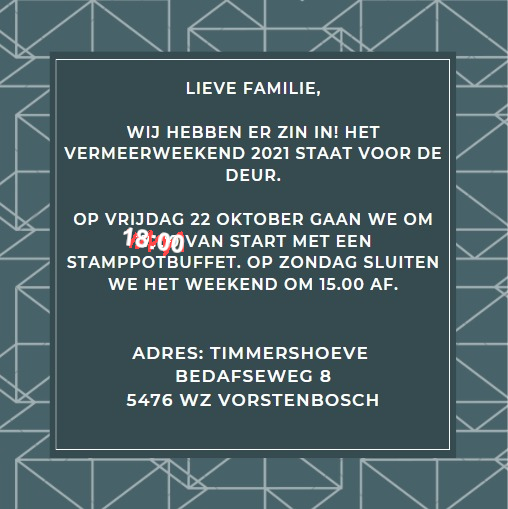 LIEVE FAMILIE,
WIJ HEBBEN ER ZIN IN! HET
VERMEERWEEKEND 2021 STAAT VOOR DE
DEUR.
OP VRIJDAG 22 OKTOBER GAAN WE OM
18:00 VAN START MET EEN
STAMPPOTBUFFET. OP ZONDAG SLUITEN
WE HET WEEKEND OM 15.00 AF.
ADRES: TIMMERSHOEVE
BEDAFSEWEG 8
5476 WZ VORSTENBOSCH